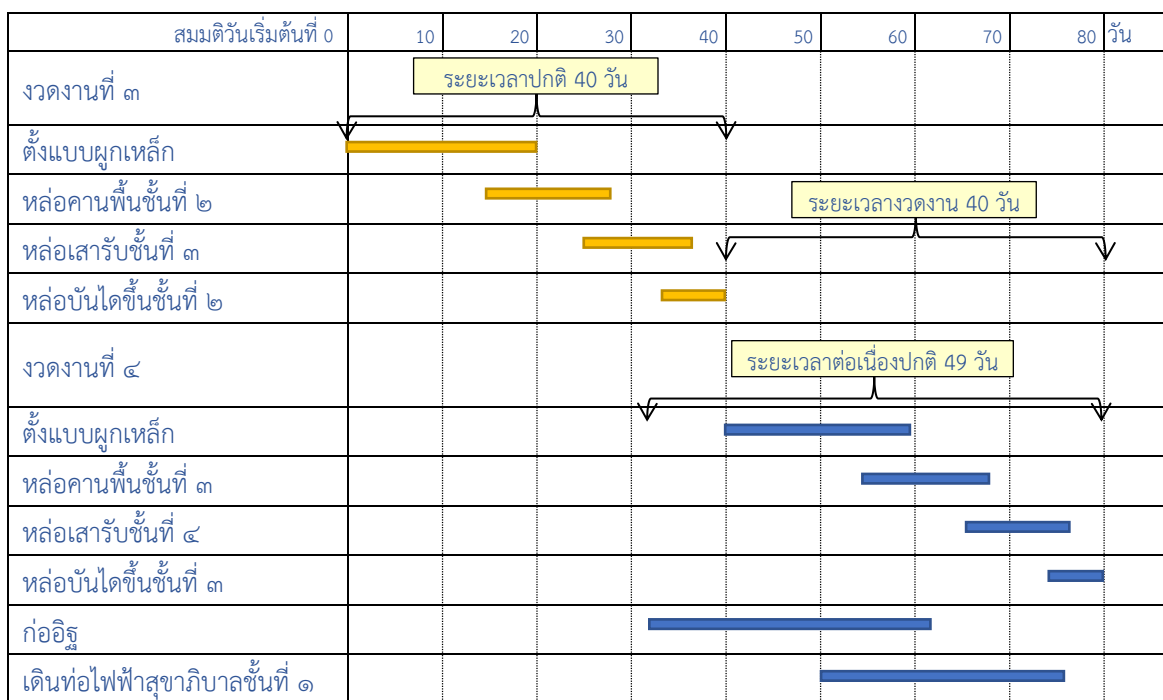 สมมติวันเริ่มต้นที่ 0 10 20 30 40 50 60 70 80 วัน
งวดงานที่ ๓
ระยะเวลาปกติ 40 วัน
ตั้งแบบผูกเหล็ก
หล่อคานพื้นชั้นที่ ๒
ระยะเวลางวดงาน 40 วัน
หล่อเสารับชั้นที่ ๓
หล่อบันไดขึ้นชั้นที่ ๒
งวดงานที่ ๔
ระยะเวลาต่อเนื่องปกติ 49 วัน
ตั้งแบบผูกเหล็ก
หล่อคานพื้นชั้นที่ ๓
หล่อเสารับชั้นที่ ๔
หล่อบันไดขึ้นชั้นที่ ๓
ก่ออิฐ
เดินท่อไฟฟ้าสุขาภิบาลชั้นที่ ๑